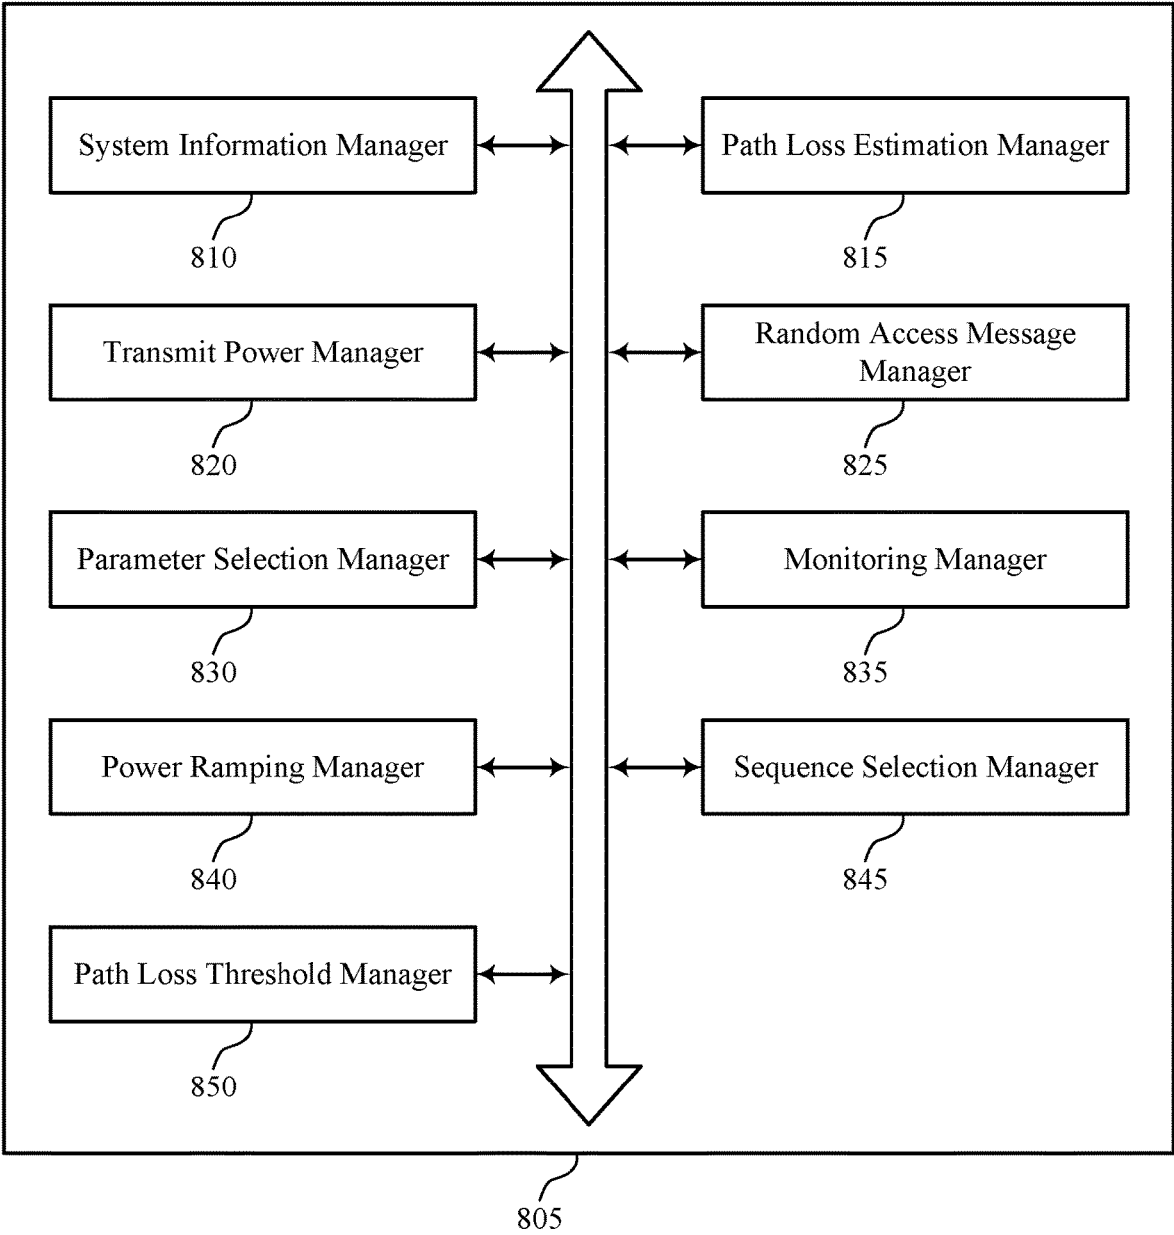 System Information Manager
Path Loss Estimation Manager
810
815
Transmit Power Manager
Random Access Message
Manager
820
825
Parameter Selection Manager
Monitoring Manager
830
835
Power Ramping Manager
Sequence Selection Manager
840
845
Path Loss Threshold Manager
850
805